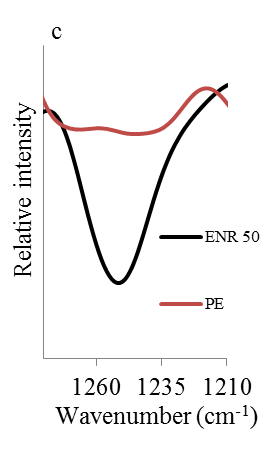 c
Relative intensity
ENR 50
PE
1260 1235 1210
Wavenumber (cm⁻¹)